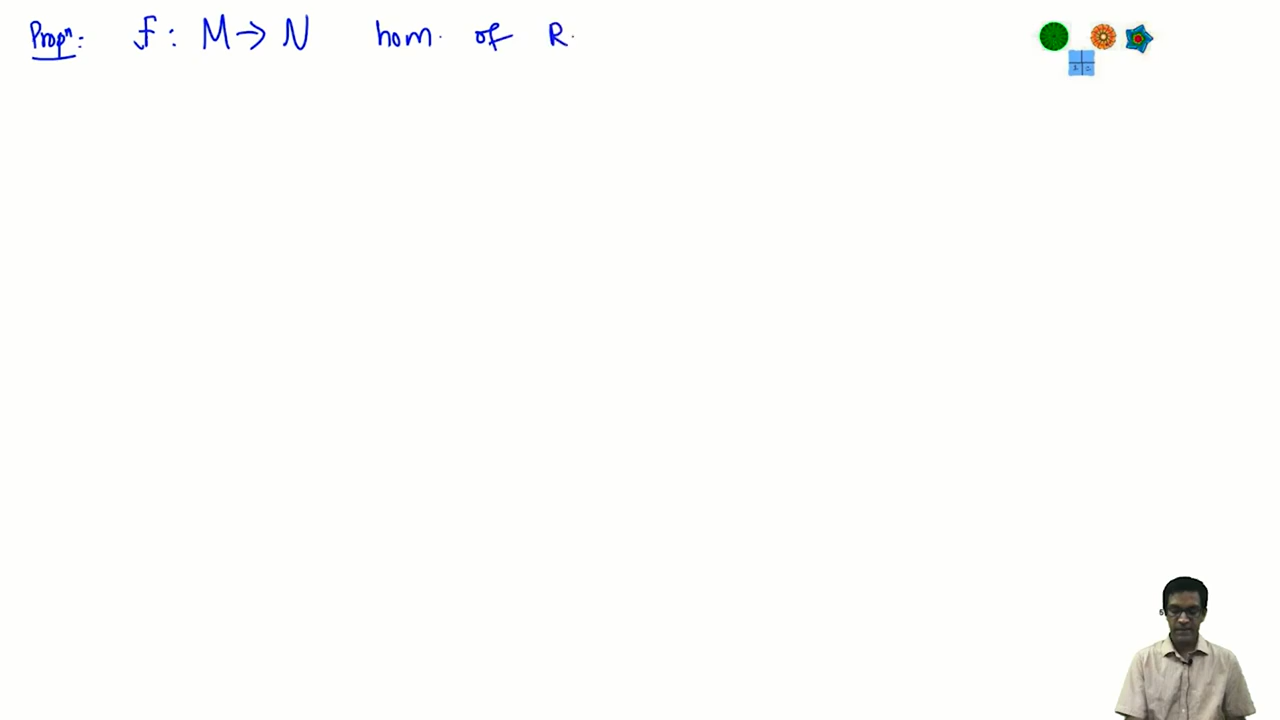 Propⁿ: f : M → N hom. of R.